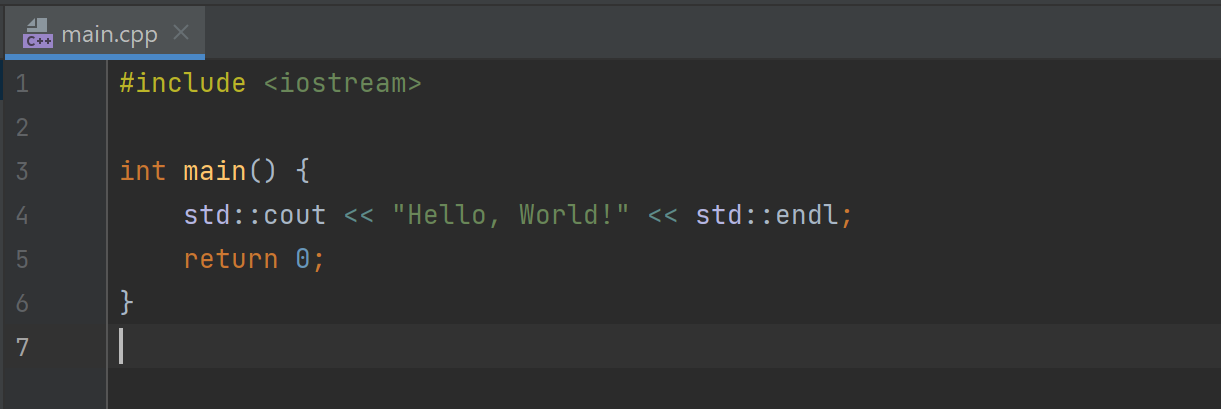 C++ main.cpp
1 #include <iostream>
2
3 int main() {
4     std::cout << "Hello, World!" << std::endl;
5     return 0;
6 }
7